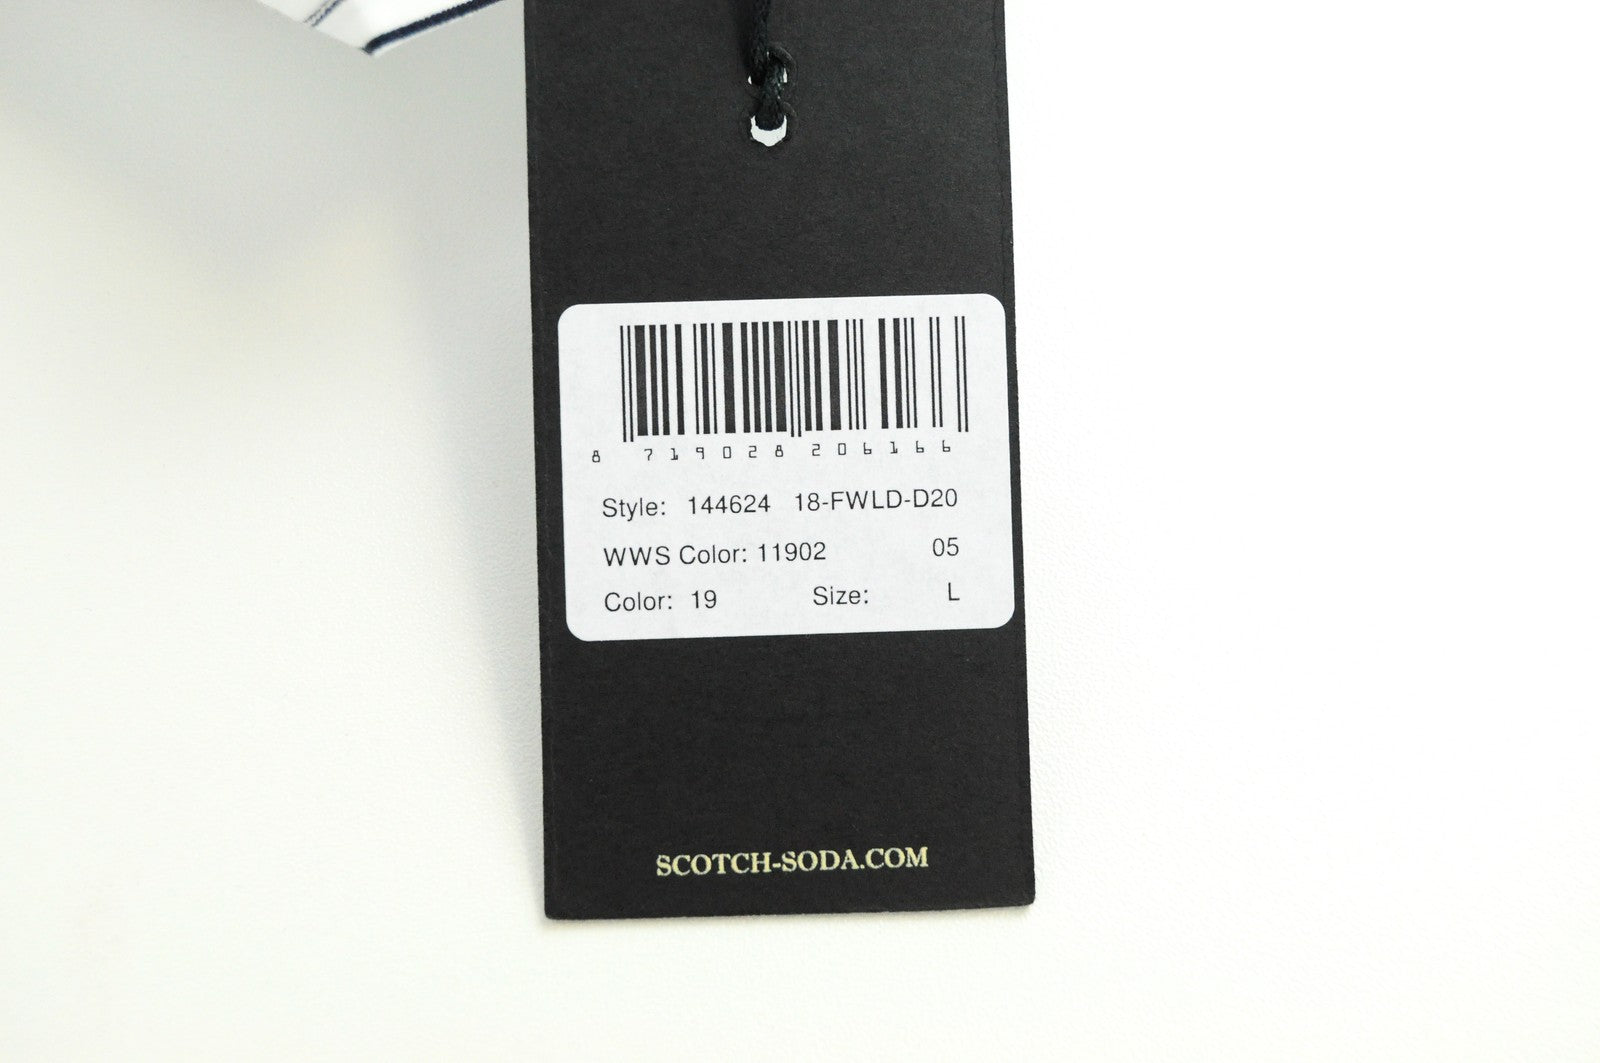 8 719028 206166
Style: 144624 18-FWLD-D20
WWS Color: 11902 05
Color: 19 Size: L
SCOTCH-SODA.COM